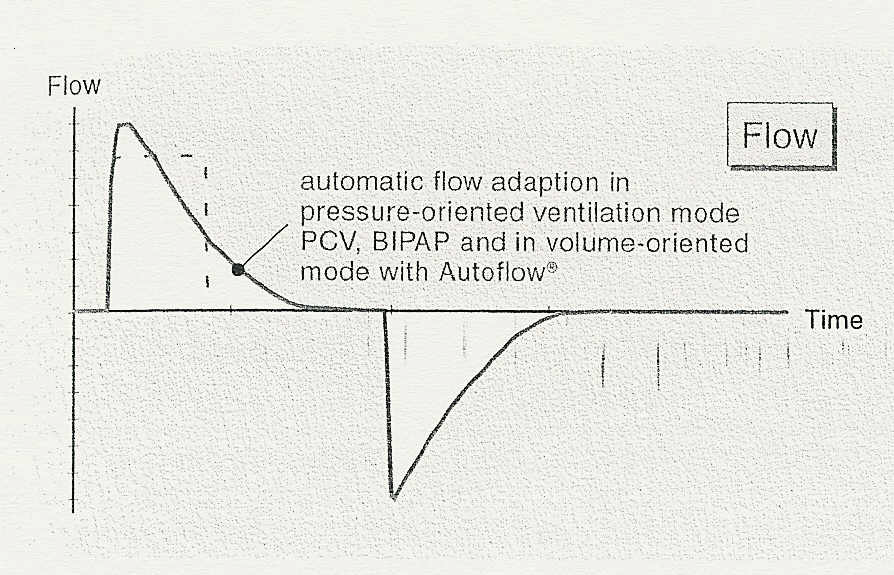 Flow
Flow
automatic flow adaption in
pressure-oriented ventilation mode
PCV, BIPAP and in volume-oriented
mode with Autoflow®
Time